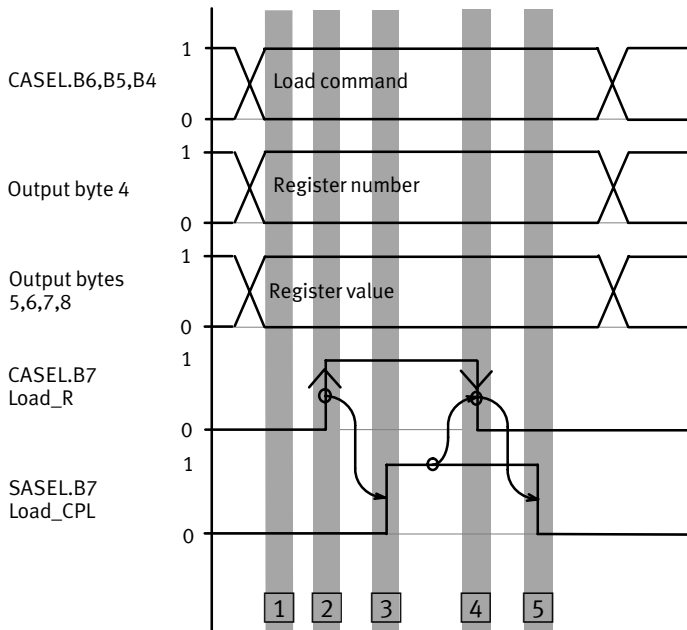 1
CASEL.B6,B5,B4
Load command
0
1
Output byte 4
Register number
0
1
Output bytes
5,6,7,8
Register value
0
1
CASEL.B7
Load_R
0
1
SASEL.B7
Load_CPL
0
1 2 3 4 5